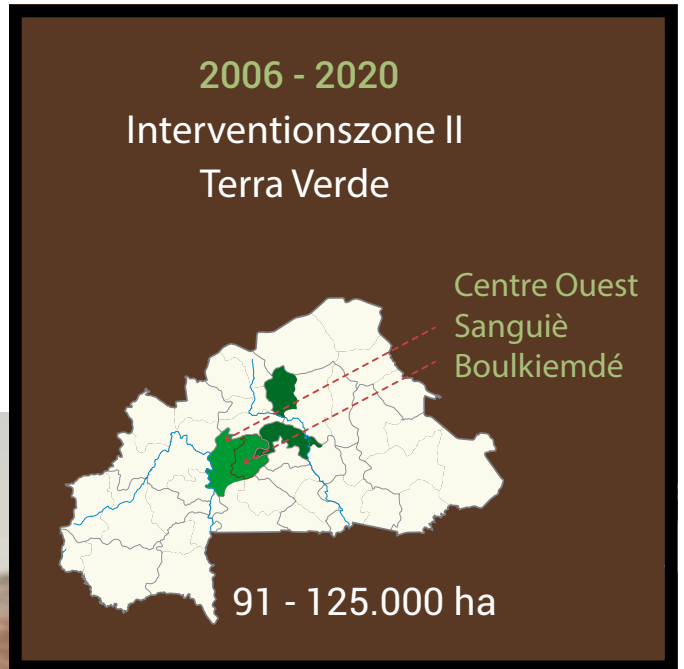 2006 - 2020
Interventionszone II
Terra Verde
Centre Ouest
Sanguiè
Boulkiemdé
91 - 125.000 ha